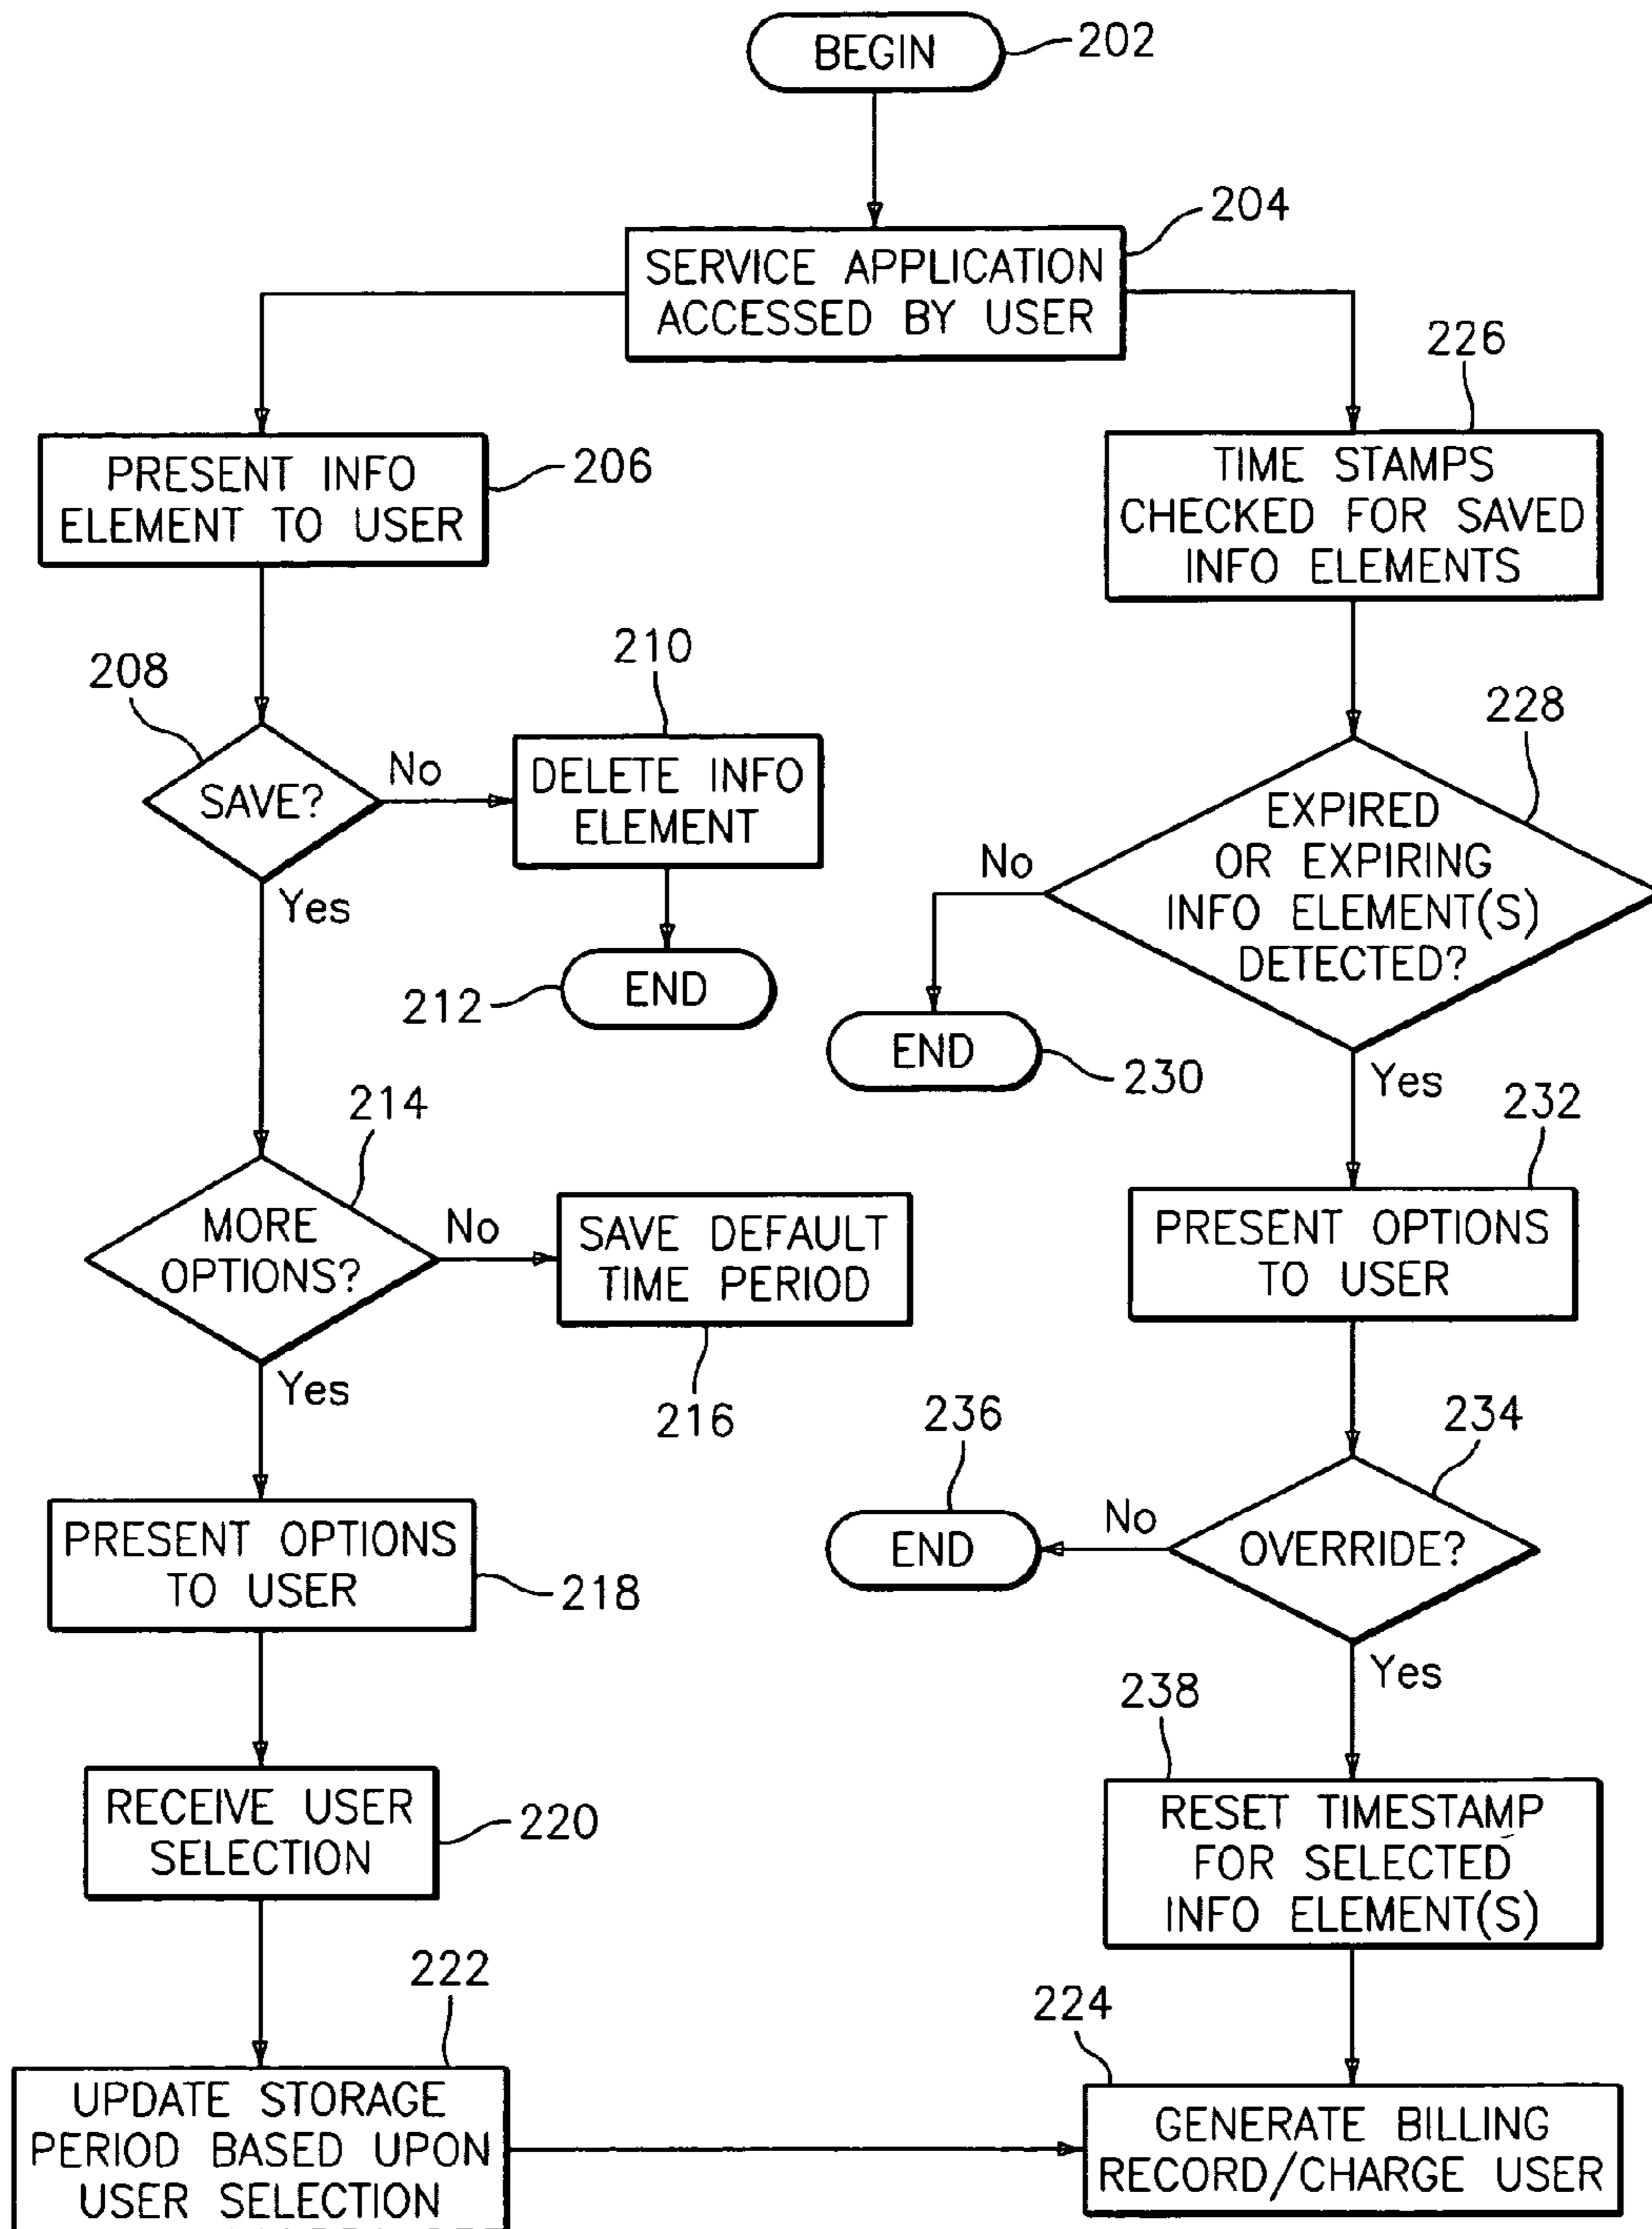 BEGIN
202
204
SERVICE APPLICATION
ACCESSED BY USER
226
PRESENT INFO
ELEMENT TO USER
206
TIME STAMPS
CHECKED FOR SAVED
INFO ELEMENTS
208
SAVE?
No
Yes
210
DELETE INFO
ELEMENT
212
END
228
EXPIRED
OR EXPIRING
INFO ELEMENT(S)
DETECTED?
No
Yes
END
230
214
MORE
OPTIONS?
No
Yes
SAVE DEFAULT
TIME PERIOD
216
232
PRESENT OPTIONS
TO USER
236
END
234
No
OVERRIDE?
Yes
PRESENT OPTIONS
TO USER
218
238
RESET TIMESTAMP
FOR SELECTED
INFO ELEMENT(S)
RECEIVE USER
SELECTION
220
222
UPDATE STORAGE
PERIOD BASED UPON
USER SELECTION
224
GENERATE BILLING
RECORD/CHARGE USER